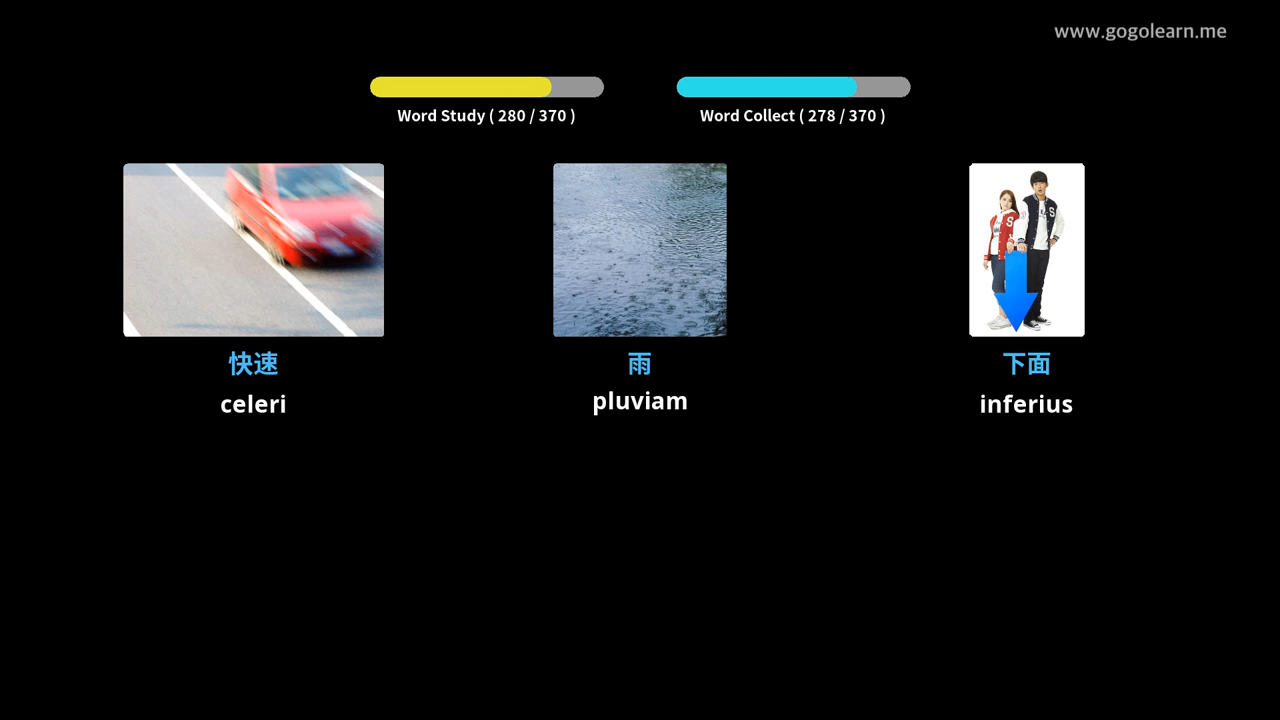 www.gogolearn.me
Word Study ( 280 / 370 )
Word Collect ( 278 / 370 )
快速
celeri
雨
pluviam
下面
inferius